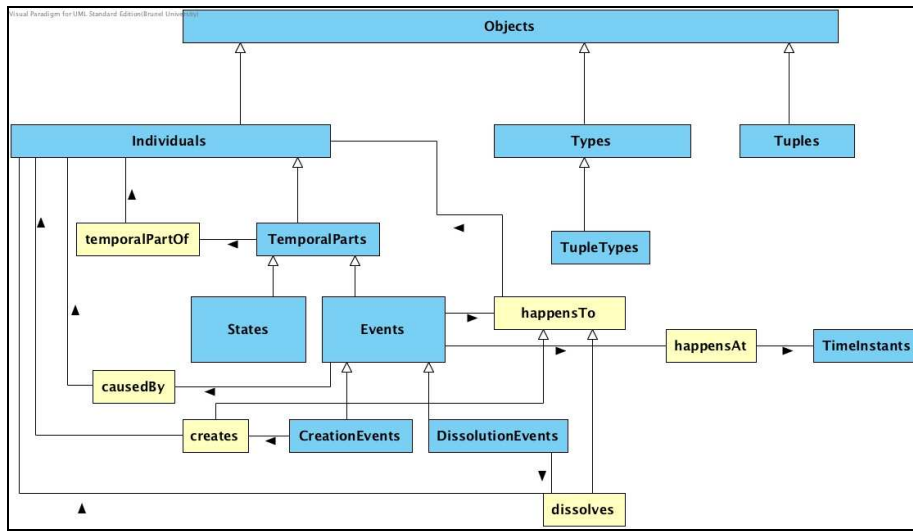 Visual Paradigm for UML Standard Edition(Brunel University)
Objects
Individuals
Types
Tuples
temporalPartOf
TemporalParts
TupleTypes
States
Events
happensTo
happensAt
TimeInstants
causedBy
creates
CreationEvents
DissolutionEvents
dissolves